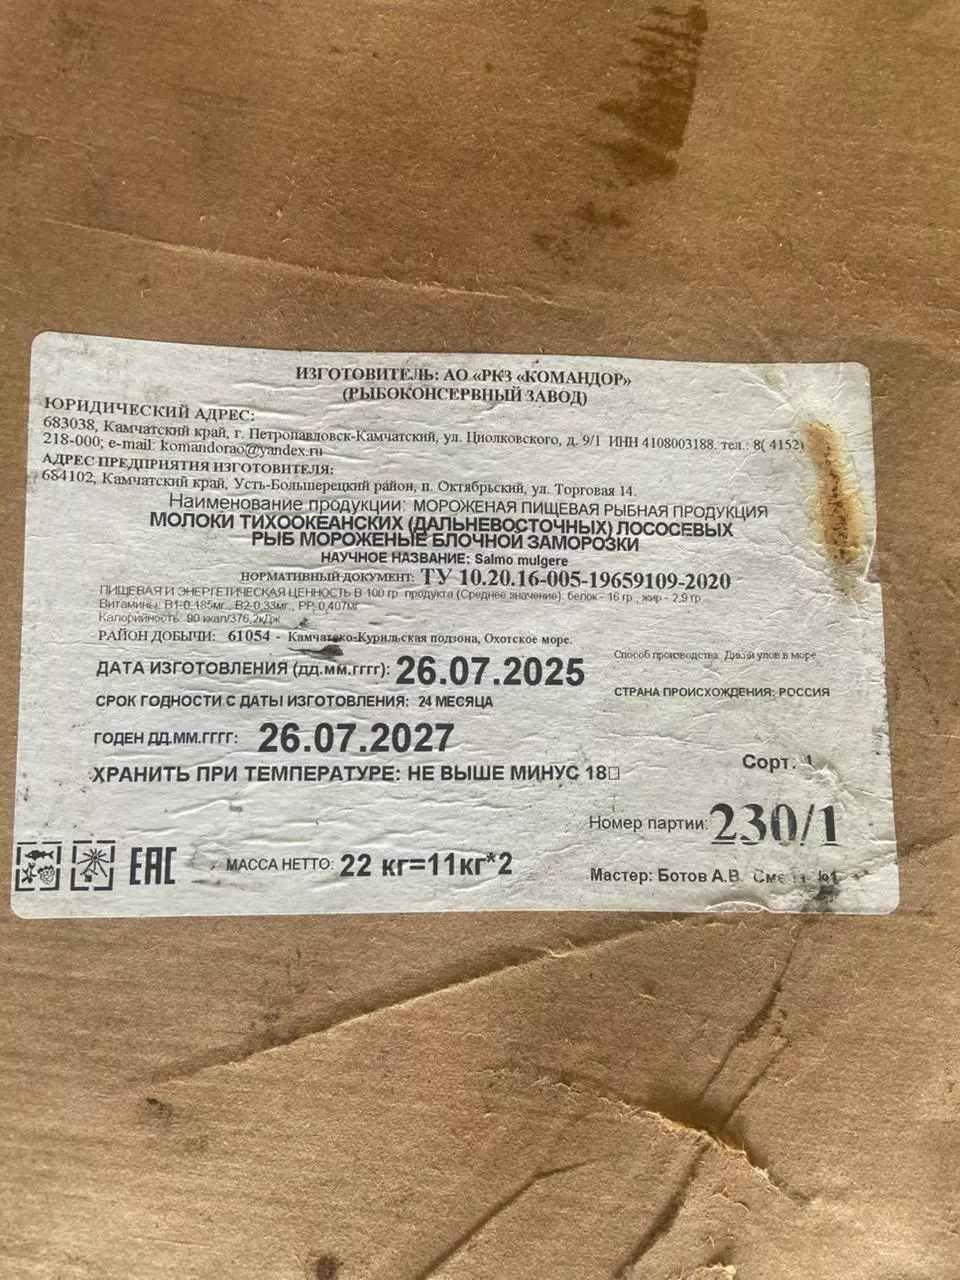 ИЗГОТОВИТЕЛЬ: АО «РКЗ «КОМАНДОР»
(РЫБОКОНСЕРВНЫЙ ЗАВОД)
ЮРИДИЧЕСКИЙ АДРЕС:
683038, Камчатский край, г. Петропавловск-Камчатский, ул. Циолковского, д. 9/1 ИНН 4108003188. тел.: 8( 4152)
218-000; e-mail: komandorao@yandex.ru
АДРЕС ПРЕДПРИЯТИЯ ИЗГОТОВИТЕЛЯ:
684102, Камчатский край, Усть-Большерецкий район, п. Октябрьский, ул. Торговая 14.
Наименование продукции: МОРОЖЕНАЯ ПИЩЕВАЯ РЫБНАЯ ПРОДУКЦИЯ
МОЛОКИ ТИХООКЕАНСКИХ (ДАЛЬНЕВОСТОЧНЫХ) ЛОСОСЕВЫХ
РЫБ МОРОЖЕНЫЕ БЛОЧНОЙ ЗАМОРОЗКИ
НАУЧНОЕ НАЗВАНИЕ: Salmo mulgere
НОРМАТИВНЫЙ ДОКУМЕНТ: ТУ 10.20.16-005-19659109-2020
ПИЩЕВАЯ И ЭНЕРГЕТИЧЕСКАЯ ЦЕННОСТЬ В 100 гр. продукта (Среднее значение): белок - 16 гр., жир - 2,9 гр
Витамины: В1-0,185мг., В2-0,33мг., РР-0,407мг
Калорийность: 90 ккал/376,2кДж
РАЙОН ДОБЫЧИ: 61054 - Камчатско-Курильская подзона, Охотское море.
Способ производства: Дикий улов в море
ДАТА ИЗГОТОВЛЕНИЯ (дд.мм.гггг): 26.07.2025
СТРАНА ПРОИСХОЖДЕНИЯ: РОССИЯ
СРОК ГОДНОСТИ С ДАТЫ ИЗГОТОВЛЕНИЯ: 24 МЕСЯЦА
ГОДЕН ДД.ММ.ГГГГ: 26.07.2027
ХРАНИТЬ ПРИ ТЕМПЕРАТУРЕ: НЕ ВЫШЕ МИНУС 18□
Сорт: 1
Номер партии: 230/1
EAC
МАССА НЕТТО: 22 кг=11кг*2
Мастер: Ботов А.В. №1